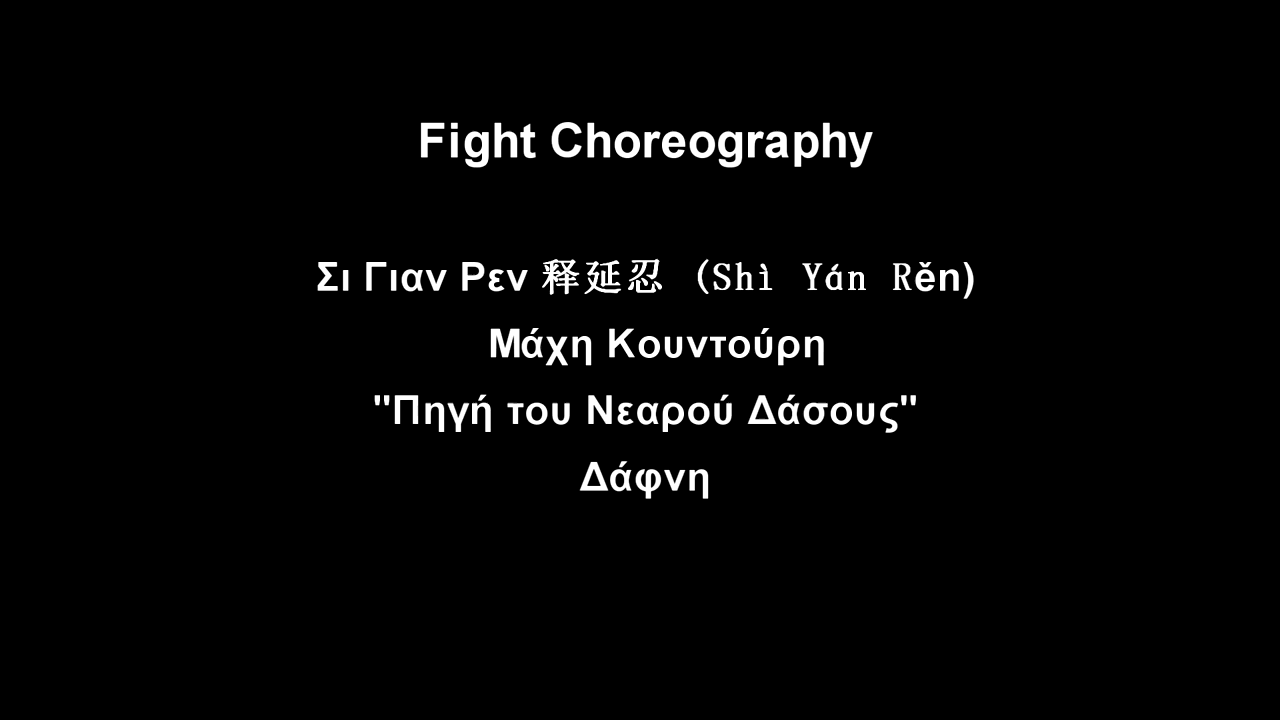 Fight Choreography
Σι Γιαν Ρεν 释延忍 (Shì Yán Rěn)
Μάχη Κουντούρη
"Πηγή του Νεαρού Δάσους"
Δάφνη